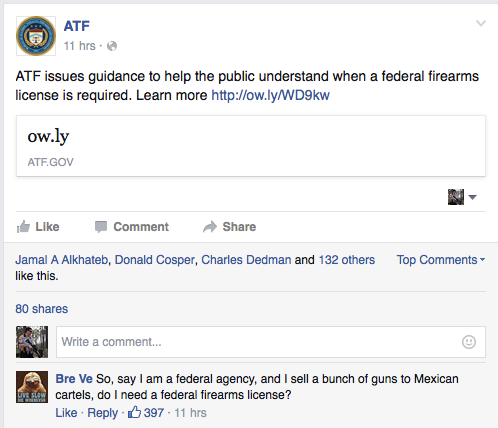 ATF
11 hrs ·
ATF issues guidance to help the public understand when a federal firearms
license is required. Learn more http://ow.ly/WD9kw
ow.ly
ATF.GOV
Like Comment Share
Jamal A Alkhateb, Donald Cosper, Charles Dedman and 132 others
like this.
Top Comments
80 shares
Write a comment...
Bre Ve So, say I am a federal agency, and I sell a bunch of guns to Mexican
cartels, do I need a federal firearms license?
LIVE SLOW
DIE WHENEVER
Like · Reply · 397 · 11 hrs